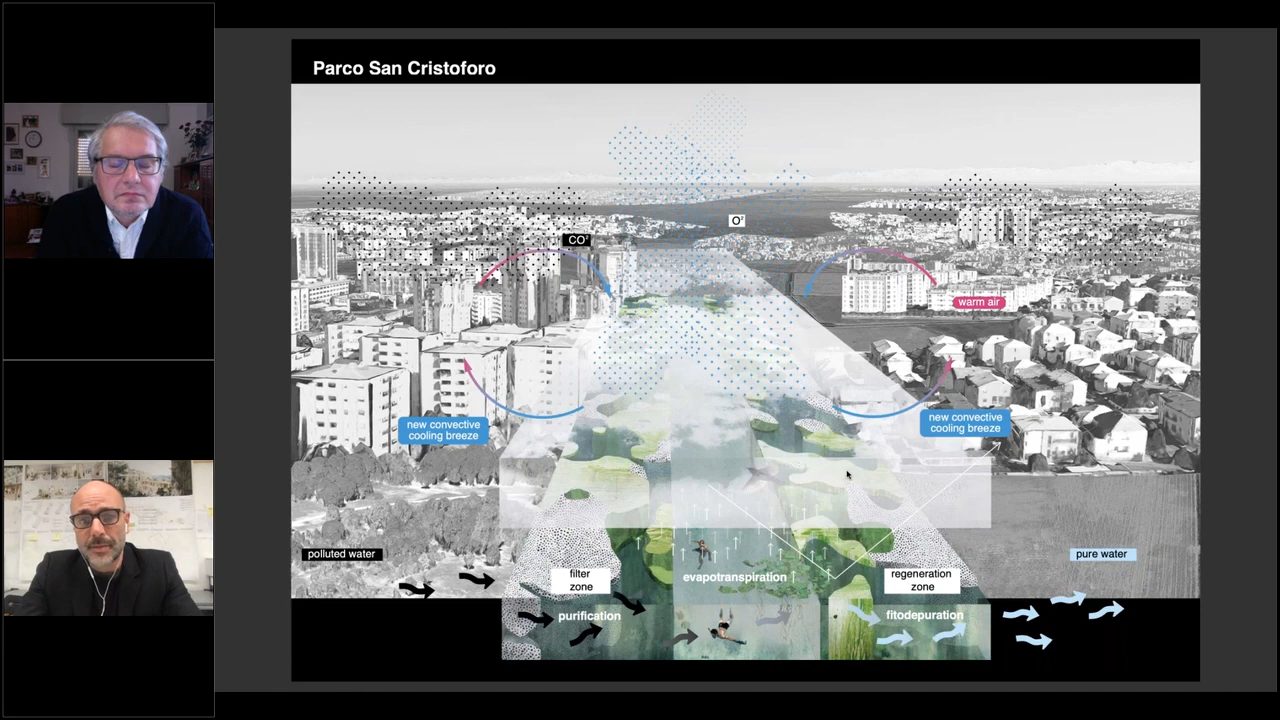 Parco San Cristoforo
O²
CO²
warm air
new convective
cooling breeze
new convective
cooling breeze
polluted water
pure water
filter
zone
evapotranspiration
regeneration
zone
purification
fitodepuration